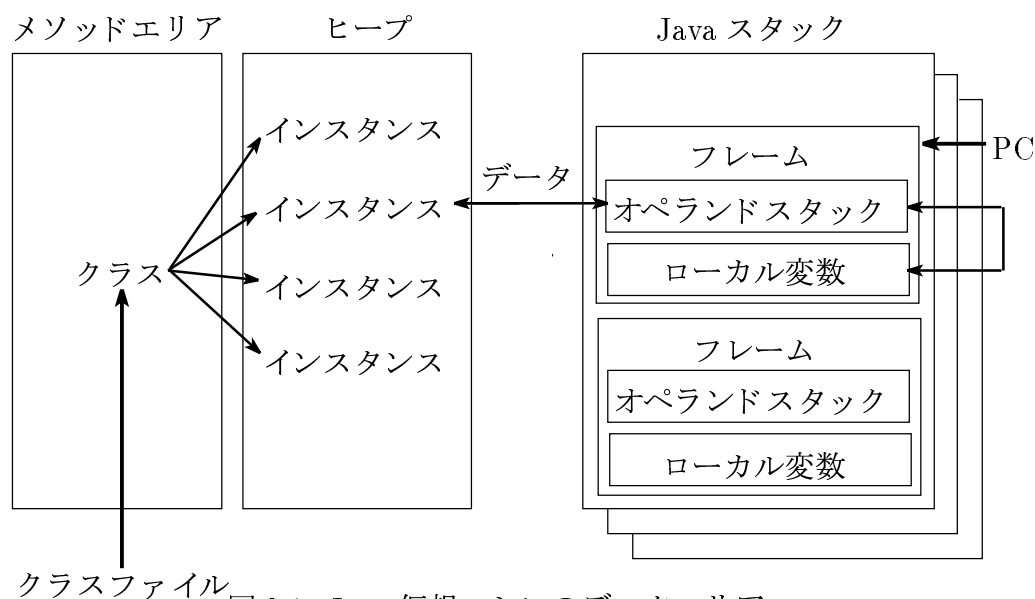 メソッドエリア
ヒープ
Java スタック
インスタンス
インスタンス
インスタンス
インスタンス
クラス
クラスファイル
データ
フレーム
オペランドスタック
ローカル変数
フレーム
オペランドスタック
ローカル変数
PC